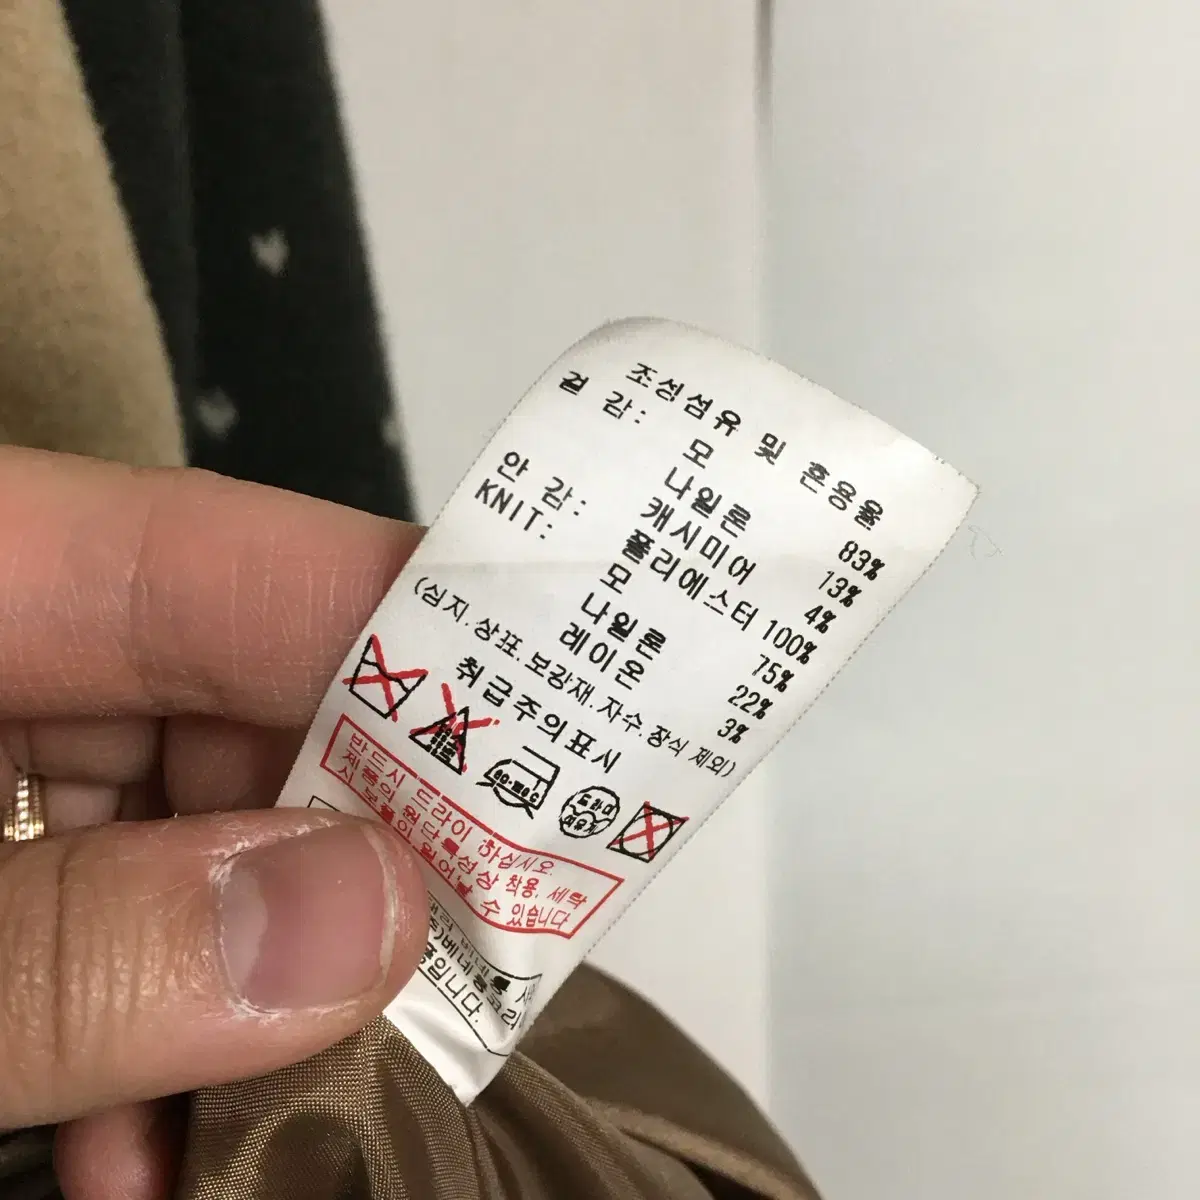 조성섬유 및 혼용율
겉 감: 모 83%
나일론 13%
캐시미어 4%
안 감: 폴리에스터 100%
KNIT: 모 75%
나일론 22%
레이온 3%
(심지.상표.보강재.자수.장식 제외)
취급주의표시
드라이
반드시 드라이 하십시오.
제품의 원단특성상 착용, 세탁
시 보풀이 일어날 수 있습니다